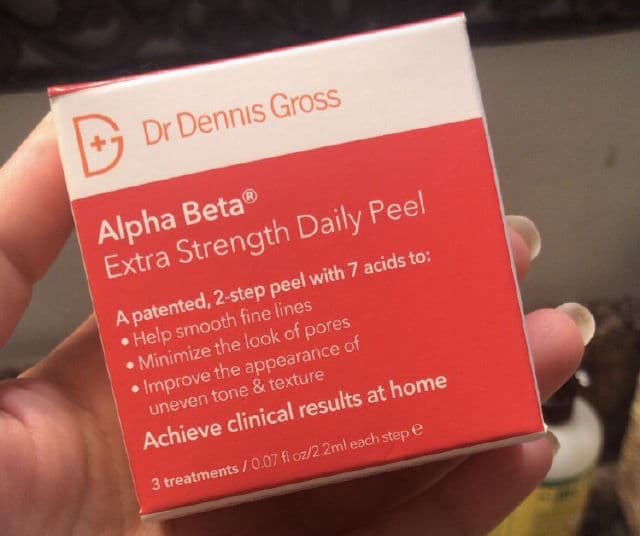 Dr Dennis Gross
Alpha Beta®
Extra Strength Daily Peel
A patented, 2-step peel with 7 acids to:
• Help smooth fine lines
• Minimize the look of pores
• Improve the appearance of
uneven tone & texture
Achieve clinical results at home
3 treatments / 0.07 fl oz/2.2ml each step ℮